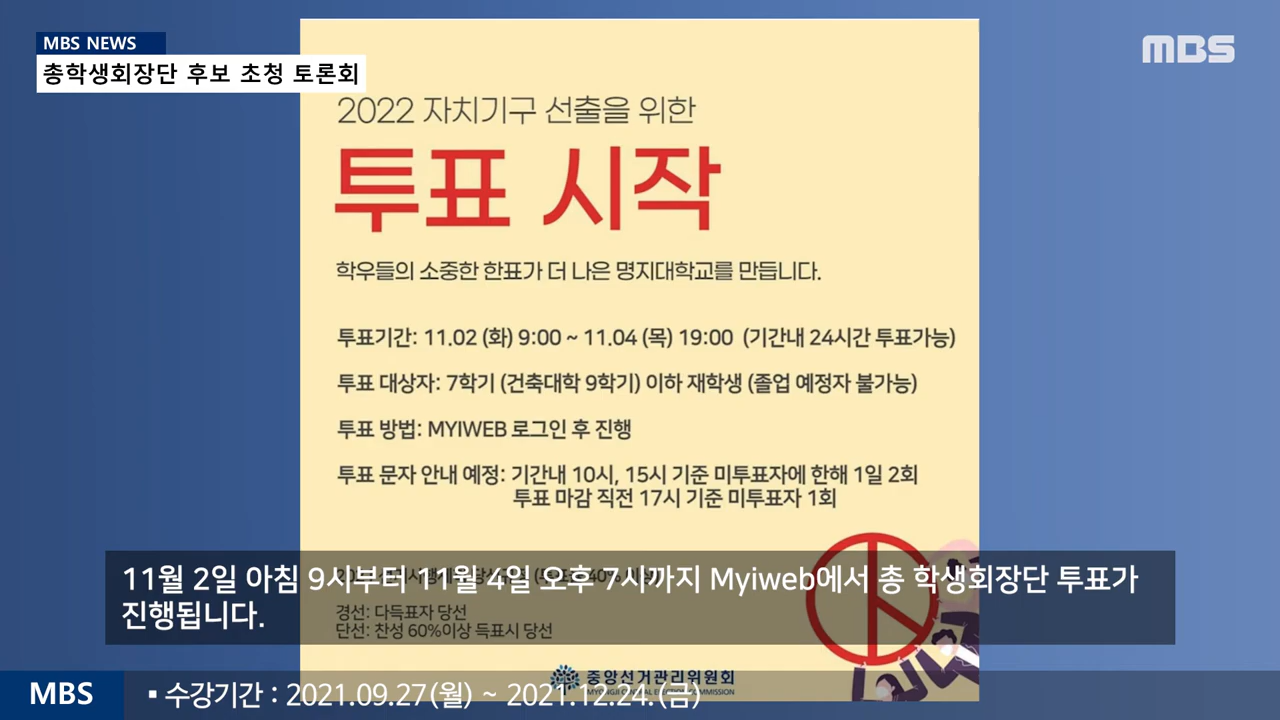 MBS NEWS
MBS
총학생회장단 후보 초청 토론회
2022 자치기구 선출을 위한
투표 시작
학우들의 소중한 한표가 더 나은 명지대학교를 만듭니다.
투표기간: 11.02 (화) 9:00 ~ 11.04 (목) 19:00 (기간내 24시간 투표가능)
투표 대상자: 7학기 (건축대학 9학기) 이하 재학생 (졸업 예정자 불가능)
투표 방법: MYIWEB 로그인 후 진행
투표 문자 안내 예정: 기간내 10시, 15시 기준 미투표자에 한해 1일 2회
투표 마감 직전 17시 기준 미투표자 1회
11월 2일 아침 9시부터 11월 4일 오후 7시까지 Myiweb에서 총 학생회장단 투표가
진행됩니다.
경선: 다득표자 당선
단선: 찬성 60%이상 득표시 당선
중앙선거관리위원회
MYONGJI CENTRAL ELECTION COMMISSION
MBS
▪ 수강기간 : 2021.09.27(월) ~ 2021.12.24.(금)